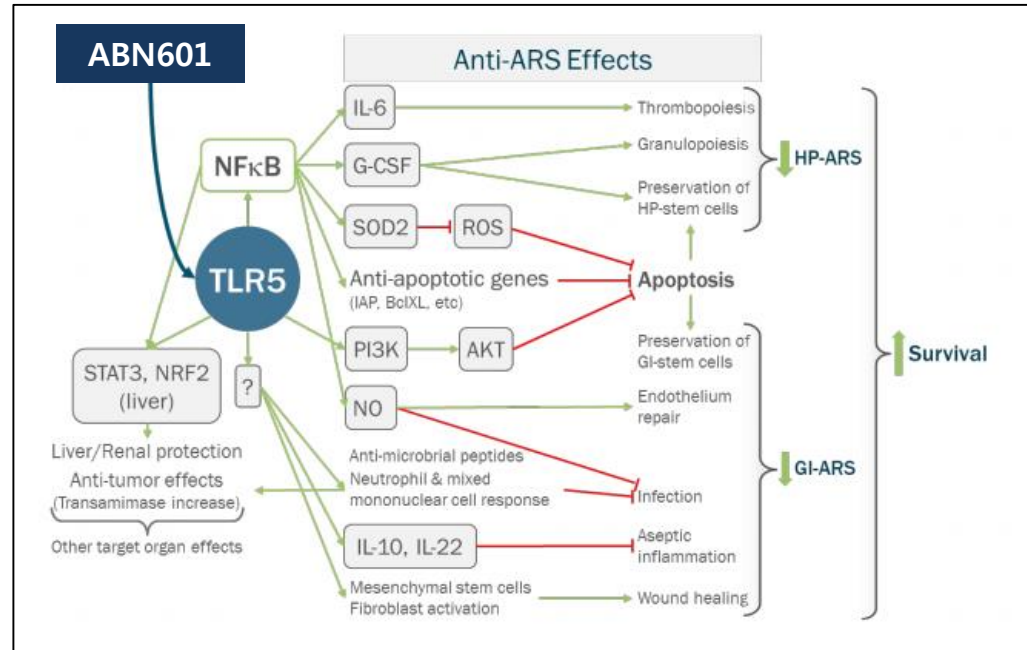 ABN601
Anti-ARS Effects
IL-6
Thrombopoiesis
NFκB
G-CSF
Granulopoiesis
HP-ARS
Preservation of
HP-stem cells
SOD2
ROS
TLR5
Anti-apoptotic genes
(IAP, BclXL, etc)
Apoptosis
PI3K
AKT
Preservation of
GI-stem cells
Survival
STAT3, NRF2
(liver)
?
NO
Endothelium
repair
Liver/Renal protection
Anti-tumor effects
(Transamimase increase)
Other target organ effects
Anti-microbrial peptides
Neutrophil & mixed
mononuclear cell response
Infection
GI-ARS
IL-10, IL-22
Aseptic
inflammation
Mesenchymal stem cells
Fibroblast activation
Wound healing